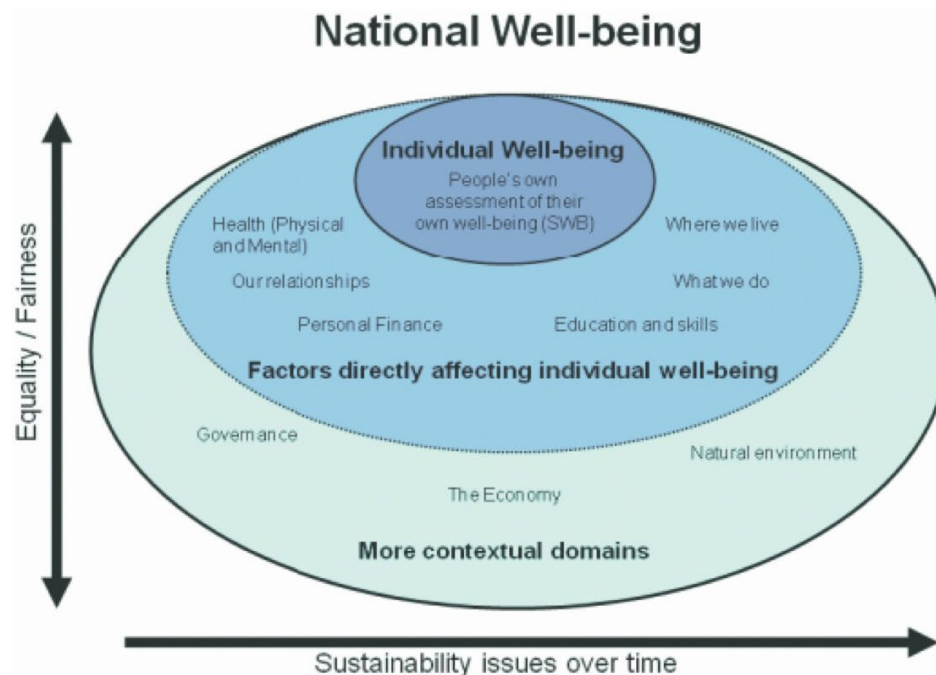 National Well-being
Equality / Fairness
Individual Well-being
People's own
assessment of their
own well-being (SWB)
Health (Physical
and Mental)
Where we live
Our relationships
What we do
Personal Finance
Education and skills
Factors directly affecting individual well-being
Governance
Natural environment
The Economy
More contextual domains
Sustainability issues over time